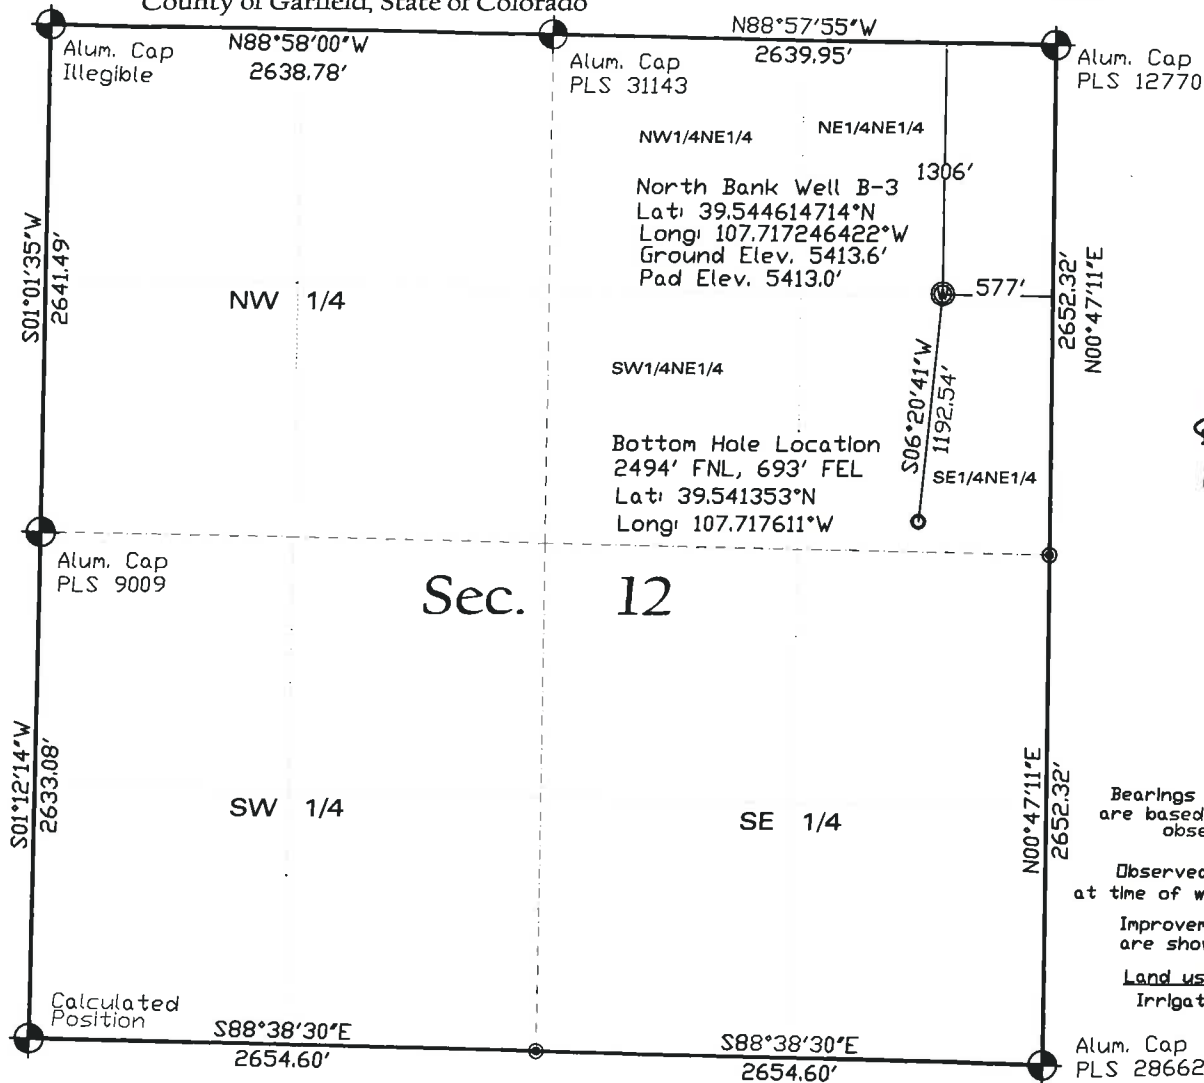 County of Garfield, State of Colorado
N88°58'00"W
2638.78'
N88°57'55"W
2639.95'
Alum. Cap
Illegible
Alum. Cap
PLS 31143
Alum. Cap
PLS 12770
NW1/4NE1/4
NE1/4NE1/4
1306'
North Bank Well B-3
Lat: 39.544614714°N
Long: 107.717246422°W
Ground Elev. 5413.6'
Pad Elev. 5413.0'
S01°01'35"W
2641.49'
NW 1/4
577'
2652.32'
N00°47'11"E
SW1/4NE1/4
S06°20'41"W
1192.54'
Bottom Hole Location
2494' FNL, 693' FEL
Lat: 39.541353°N
Long: 107.717611°W
SE1/4NE1/4
Alum. Cap
PLS 9009
Sec. 12
S01°12'14"W
2633.08'
SW 1/4
SE 1/4
N00°47'11"E
2652.32'
Bearings
are based
obse
Observed
at time of w
Improver
are show
Land us
Irrigat
Calculated
Position
S88°38'30"E
2654.60'
S88°38'30"E
2654.60'
Alum. Cap
PLS 28662